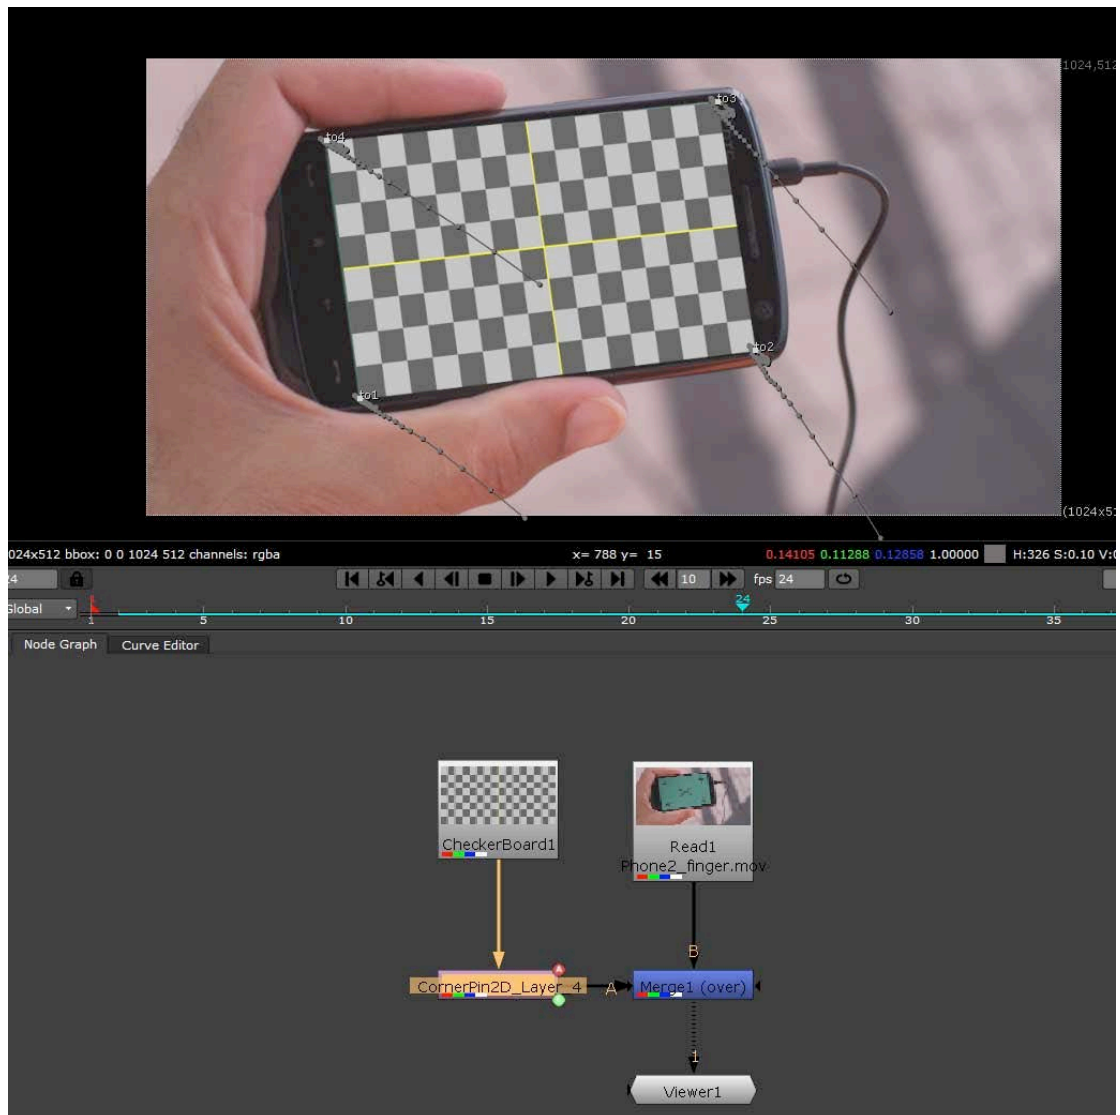 1024,512
to3
to4
to2
to1
(1024x51
024x512 bbox: 0 0 1024 512 channels: rgba x= 788 y= 15 0.14105 0.11288 0.12858 1.00000 H:326 S:0.10 V:0
24 10 fps 24
Global 1 24
1 5 10 15 20 25 30 35
Node Graph Curve Editor
CheckerBoard1
Read1
Phone2_finger.mov
B
CornerPin2D_Layer_4 A Merge1 (over)
1
Viewer1